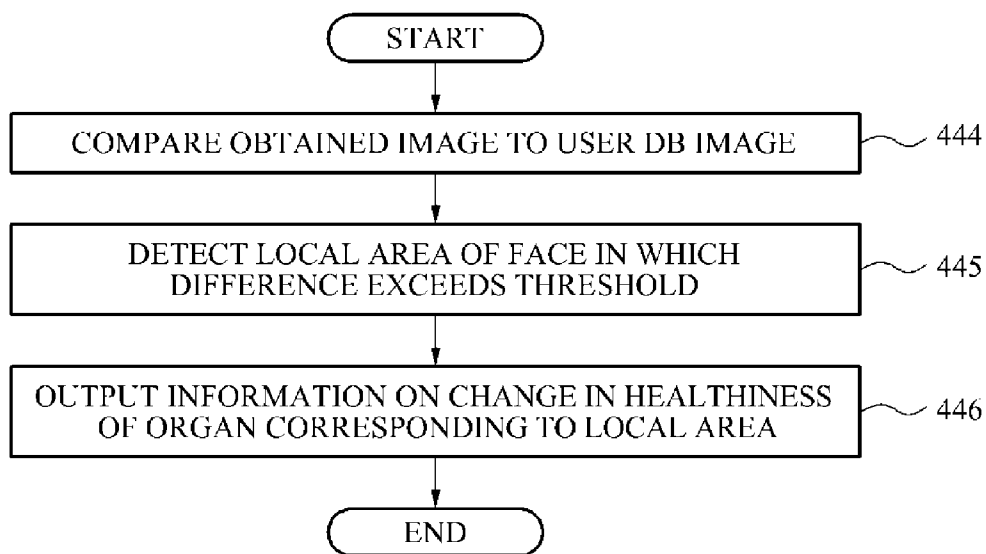 START
COMPARE OBTAINED IMAGE TO USER DB IMAGE
444
DETECT LOCAL AREA OF FACE IN WHICH
DIFFERENCE EXCEEDS THRESHOLD
445
OUTPUT INFORMATION ON CHANGE IN HEALTHINESS
OF ORGAN CORRESPONDING TO LOCAL AREA
446
END